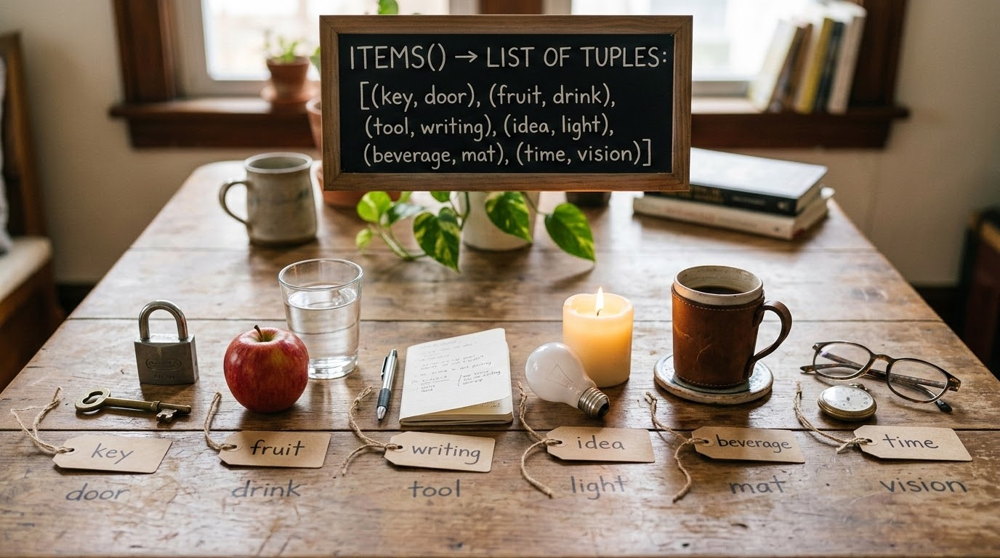 ITEMS() → LIST OF TUPLES:
[(key, door), (fruit, drink),
(tool, writing), (idea, light),
(beverage, mat), (time, vision)]
key
fruit
writing
idea
beverage
time
door
drink
tool
light
mat
vision